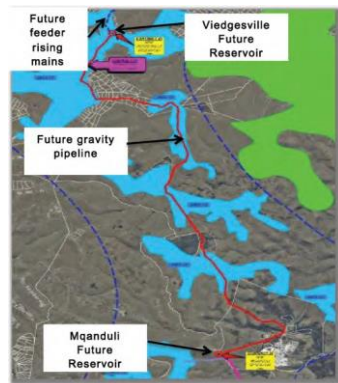 Future
feeder
rising
mains
Viedgesville
Future
Reservoir
Future gravity
pipeline
Mqanduli
Future
Reservoir